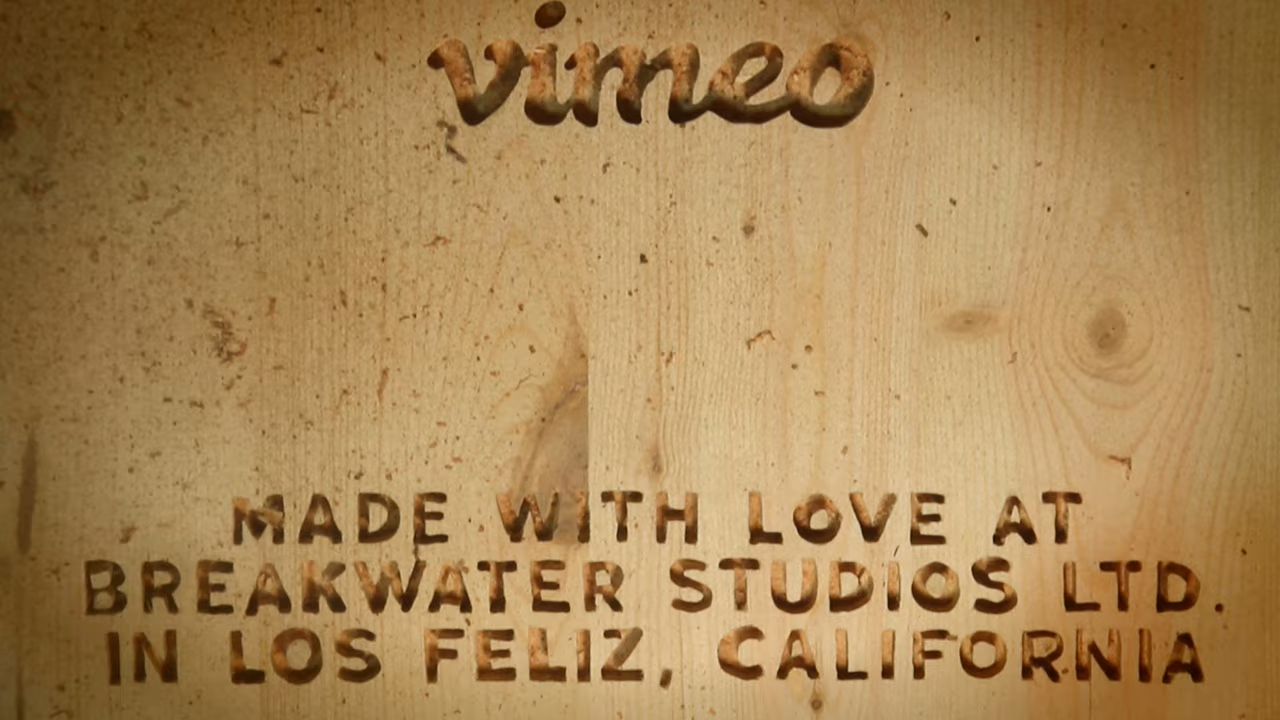 vimeo
MADE WITH LOVE AT
BREAKWATER STUDIOS LTD.
IN LOS FELIZ, CALIFORNIA